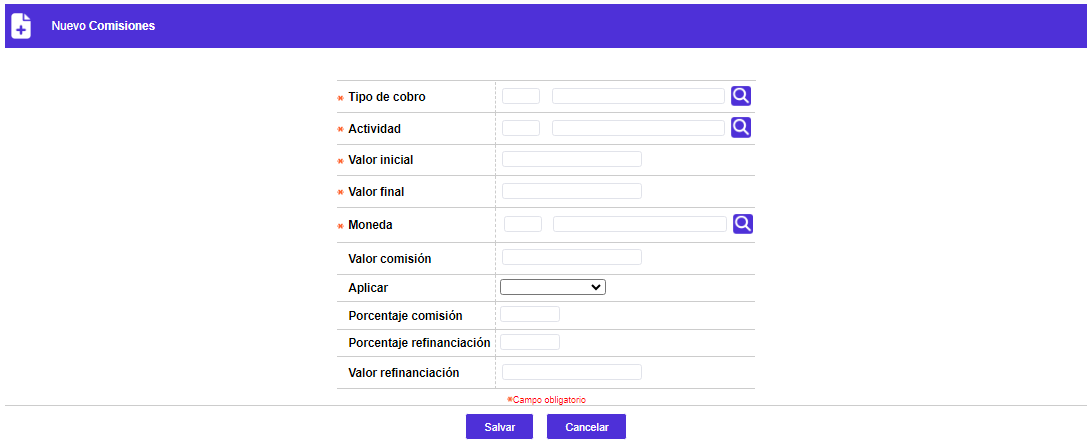 Nuevo Comisiones
* Tipo de cobro
* Actividad
* Valor inicial
* Valor final
* Moneda
Valor comisión
Aplicar
Porcentaje comisión
Porcentaje refinanciación
Valor refinanciación
*Campo obligatorio
Salvar Cancelar